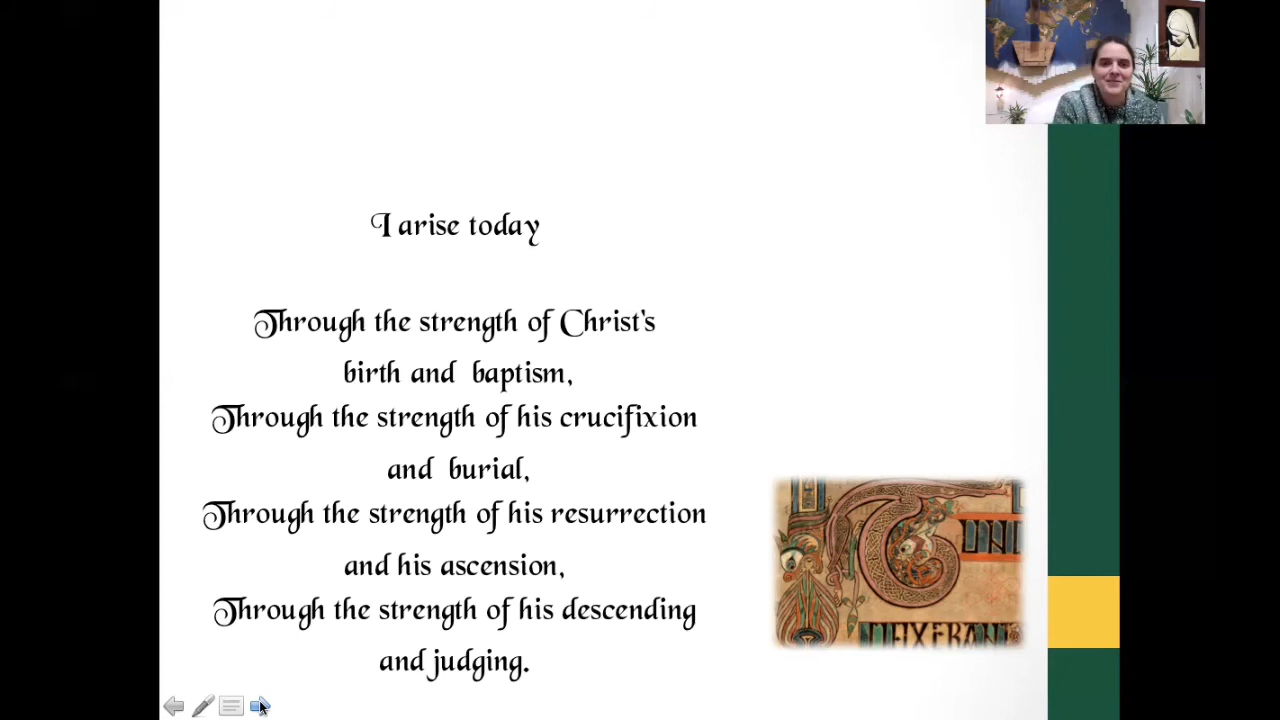 I arise today
Through the strength of Christ's
birth and baptism,
Through the strength of his crucifixion
and burial,
Through the strength of his resurrection
and his ascension,
Through the strength of his descending
and judging.